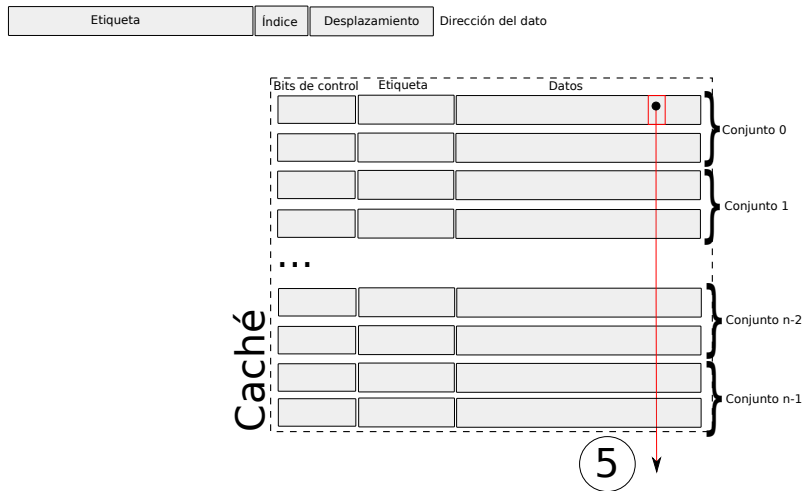 Etiqueta Índice Desplazamiento Dirección del dato
Bits de control Etiqueta Datos
Conjunto 0
Conjunto 1
...
Conjunto n-2
Conjunto n-1
Caché
5